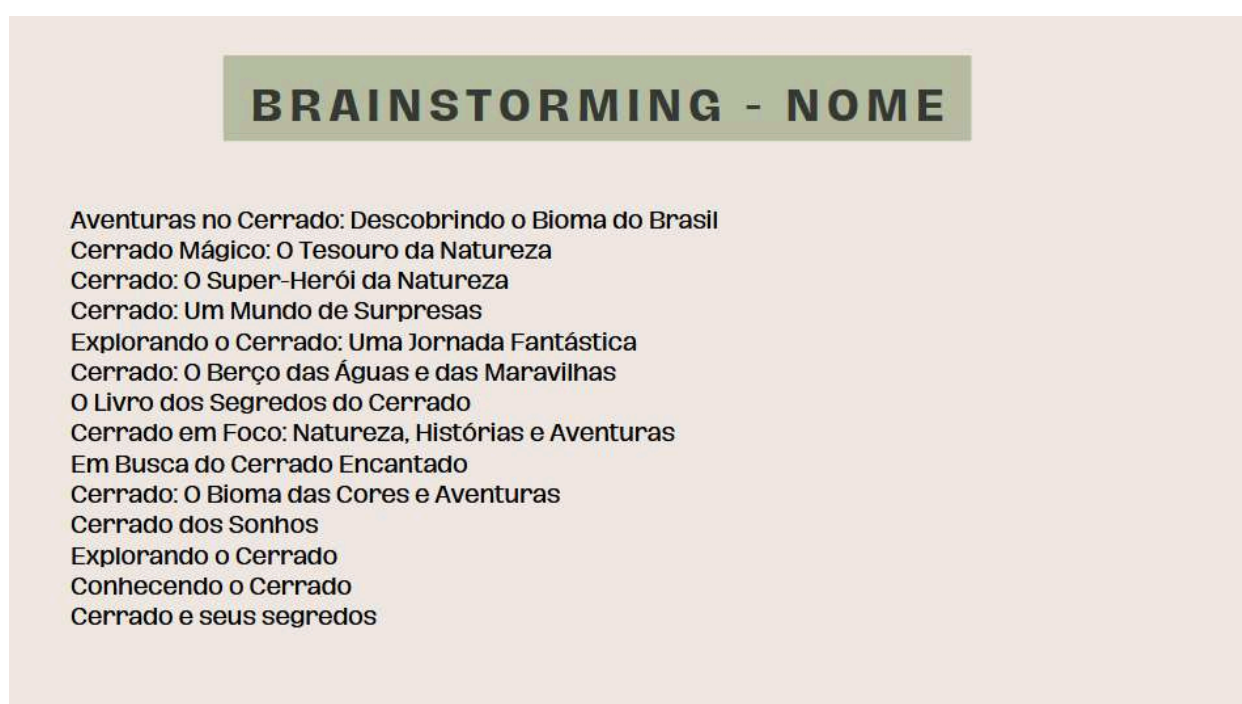 BRAINSTORMING - NOME
Aventuras no Cerrado: Descobrindo o Bioma do Brasil
Cerrado Mágico: O Tesouro da Natureza
Cerrado: O Super-Herói da Natureza
Cerrado: Um Mundo de Surpresas
Explorando o Cerrado: Uma Jornada Fantástica
Cerrado: O Berço das Águas e das Maravilhas
O Livro dos Segredos do Cerrado
Cerrado em Foco: Natureza, Histórias e Aventuras
Em Busca do Cerrado Encantado
Cerrado: O Bioma das Cores e Aventuras
Cerrado dos Sonhos
Explorando o Cerrado
Conhecendo o Cerrado
Cerrado e seus segredos